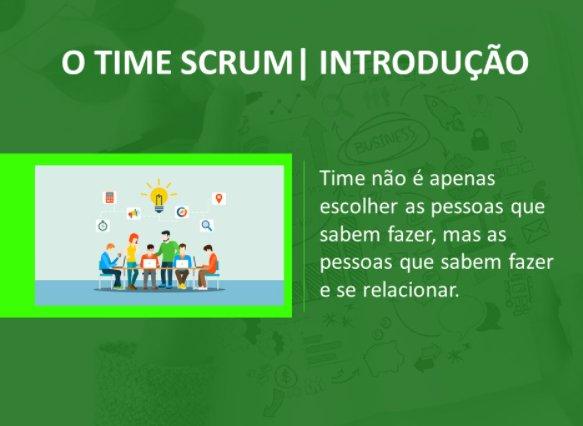 O TIME SCRUM| INTRODUÇÃO
BUSINESS
Time não é apenas
escolher as pessoas que
sabem fazer, mas as
pessoas que sabem fazer
e se relacionar.